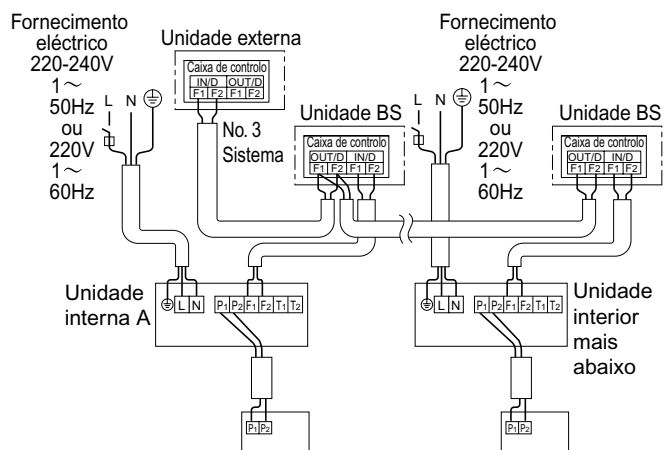 Fornecimento
eléctrico
220-240V
1~
50Hz
ou
220V
1~
60Hz
L N
Unidade externa
Caixa de controlo
IN/D OUT/D
F1 F2 F1 F2
No. 3
Sistema
Unidade BS
Caixa de controlo
OUT/D IN/D
F1 F2 F1 F2
Fornecimento
eléctrico
220-240V
1~
50Hz
ou
220V
1~
60Hz
L N
Unidade BS
Caixa de controlo
OUT/D IN/D
F1 F2 F1 F2
Unidade
interna A
L N P1 P2 F1 F2 T1 T2
P1 P2
L N P1 P2 F1 F2 T1 T2
Unidade
interior
mais
abaixo
P1 P2